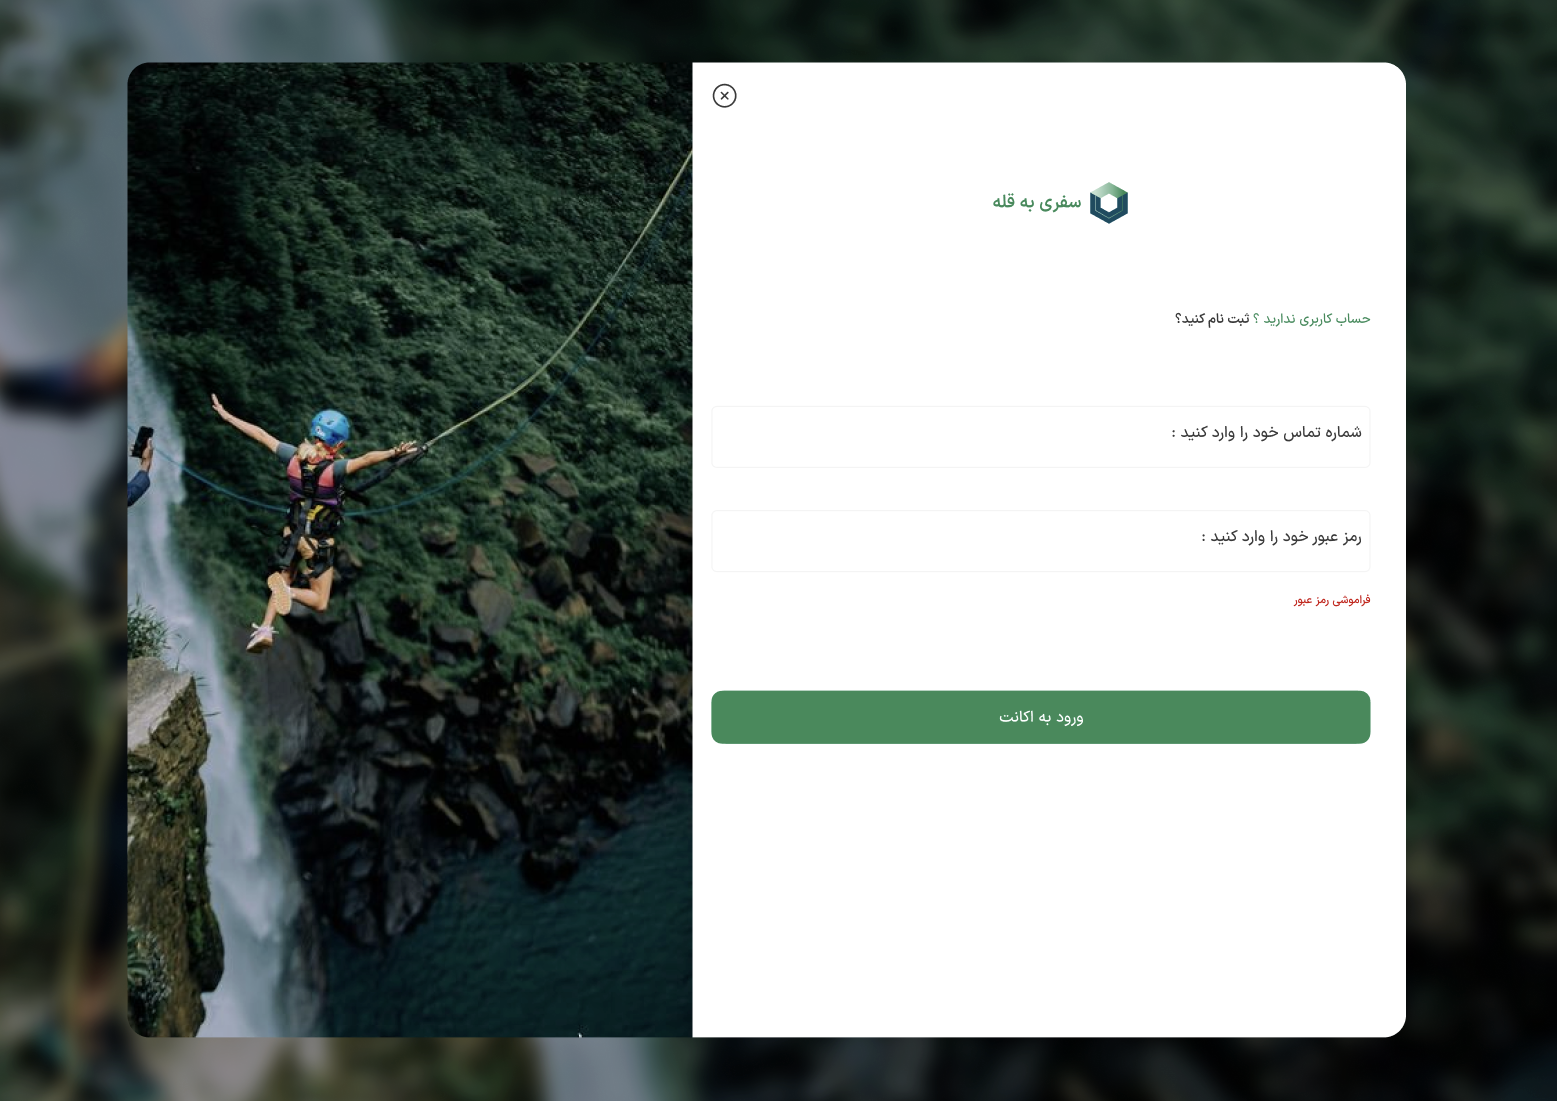 سفری به قله
حساب کاربری ندارید ؟ ثبت نام کنید؟
شماره تماس خود را وارد کنید :
رمز عبور خود را وارد کنید :
فراموشی رمز عبور
ورود به اکانت